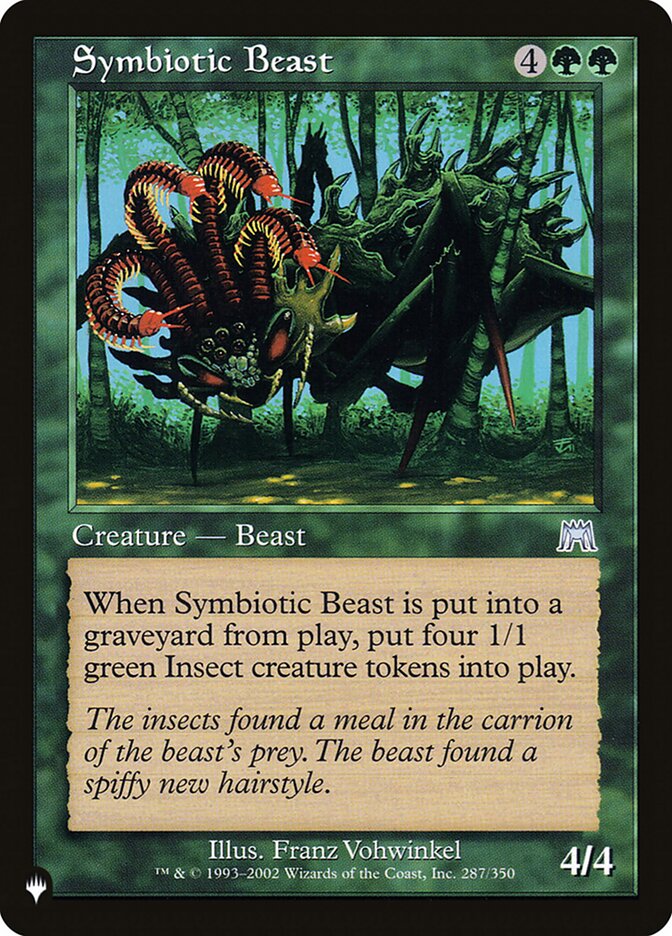 Symbiotic Beast 4
Creature — Beast
When Symbiotic Beast is put into a
graveyard from play, put four 1/1
green Insect creature tokens into play.
The insects found a meal in the carrion
of the beast's prey. The beast found a
spiffy new hairstyle.
Illus. Franz Vohwinkel
™ & © 1993–2002 Wizards of the Coast, Inc. 287/350
4/4